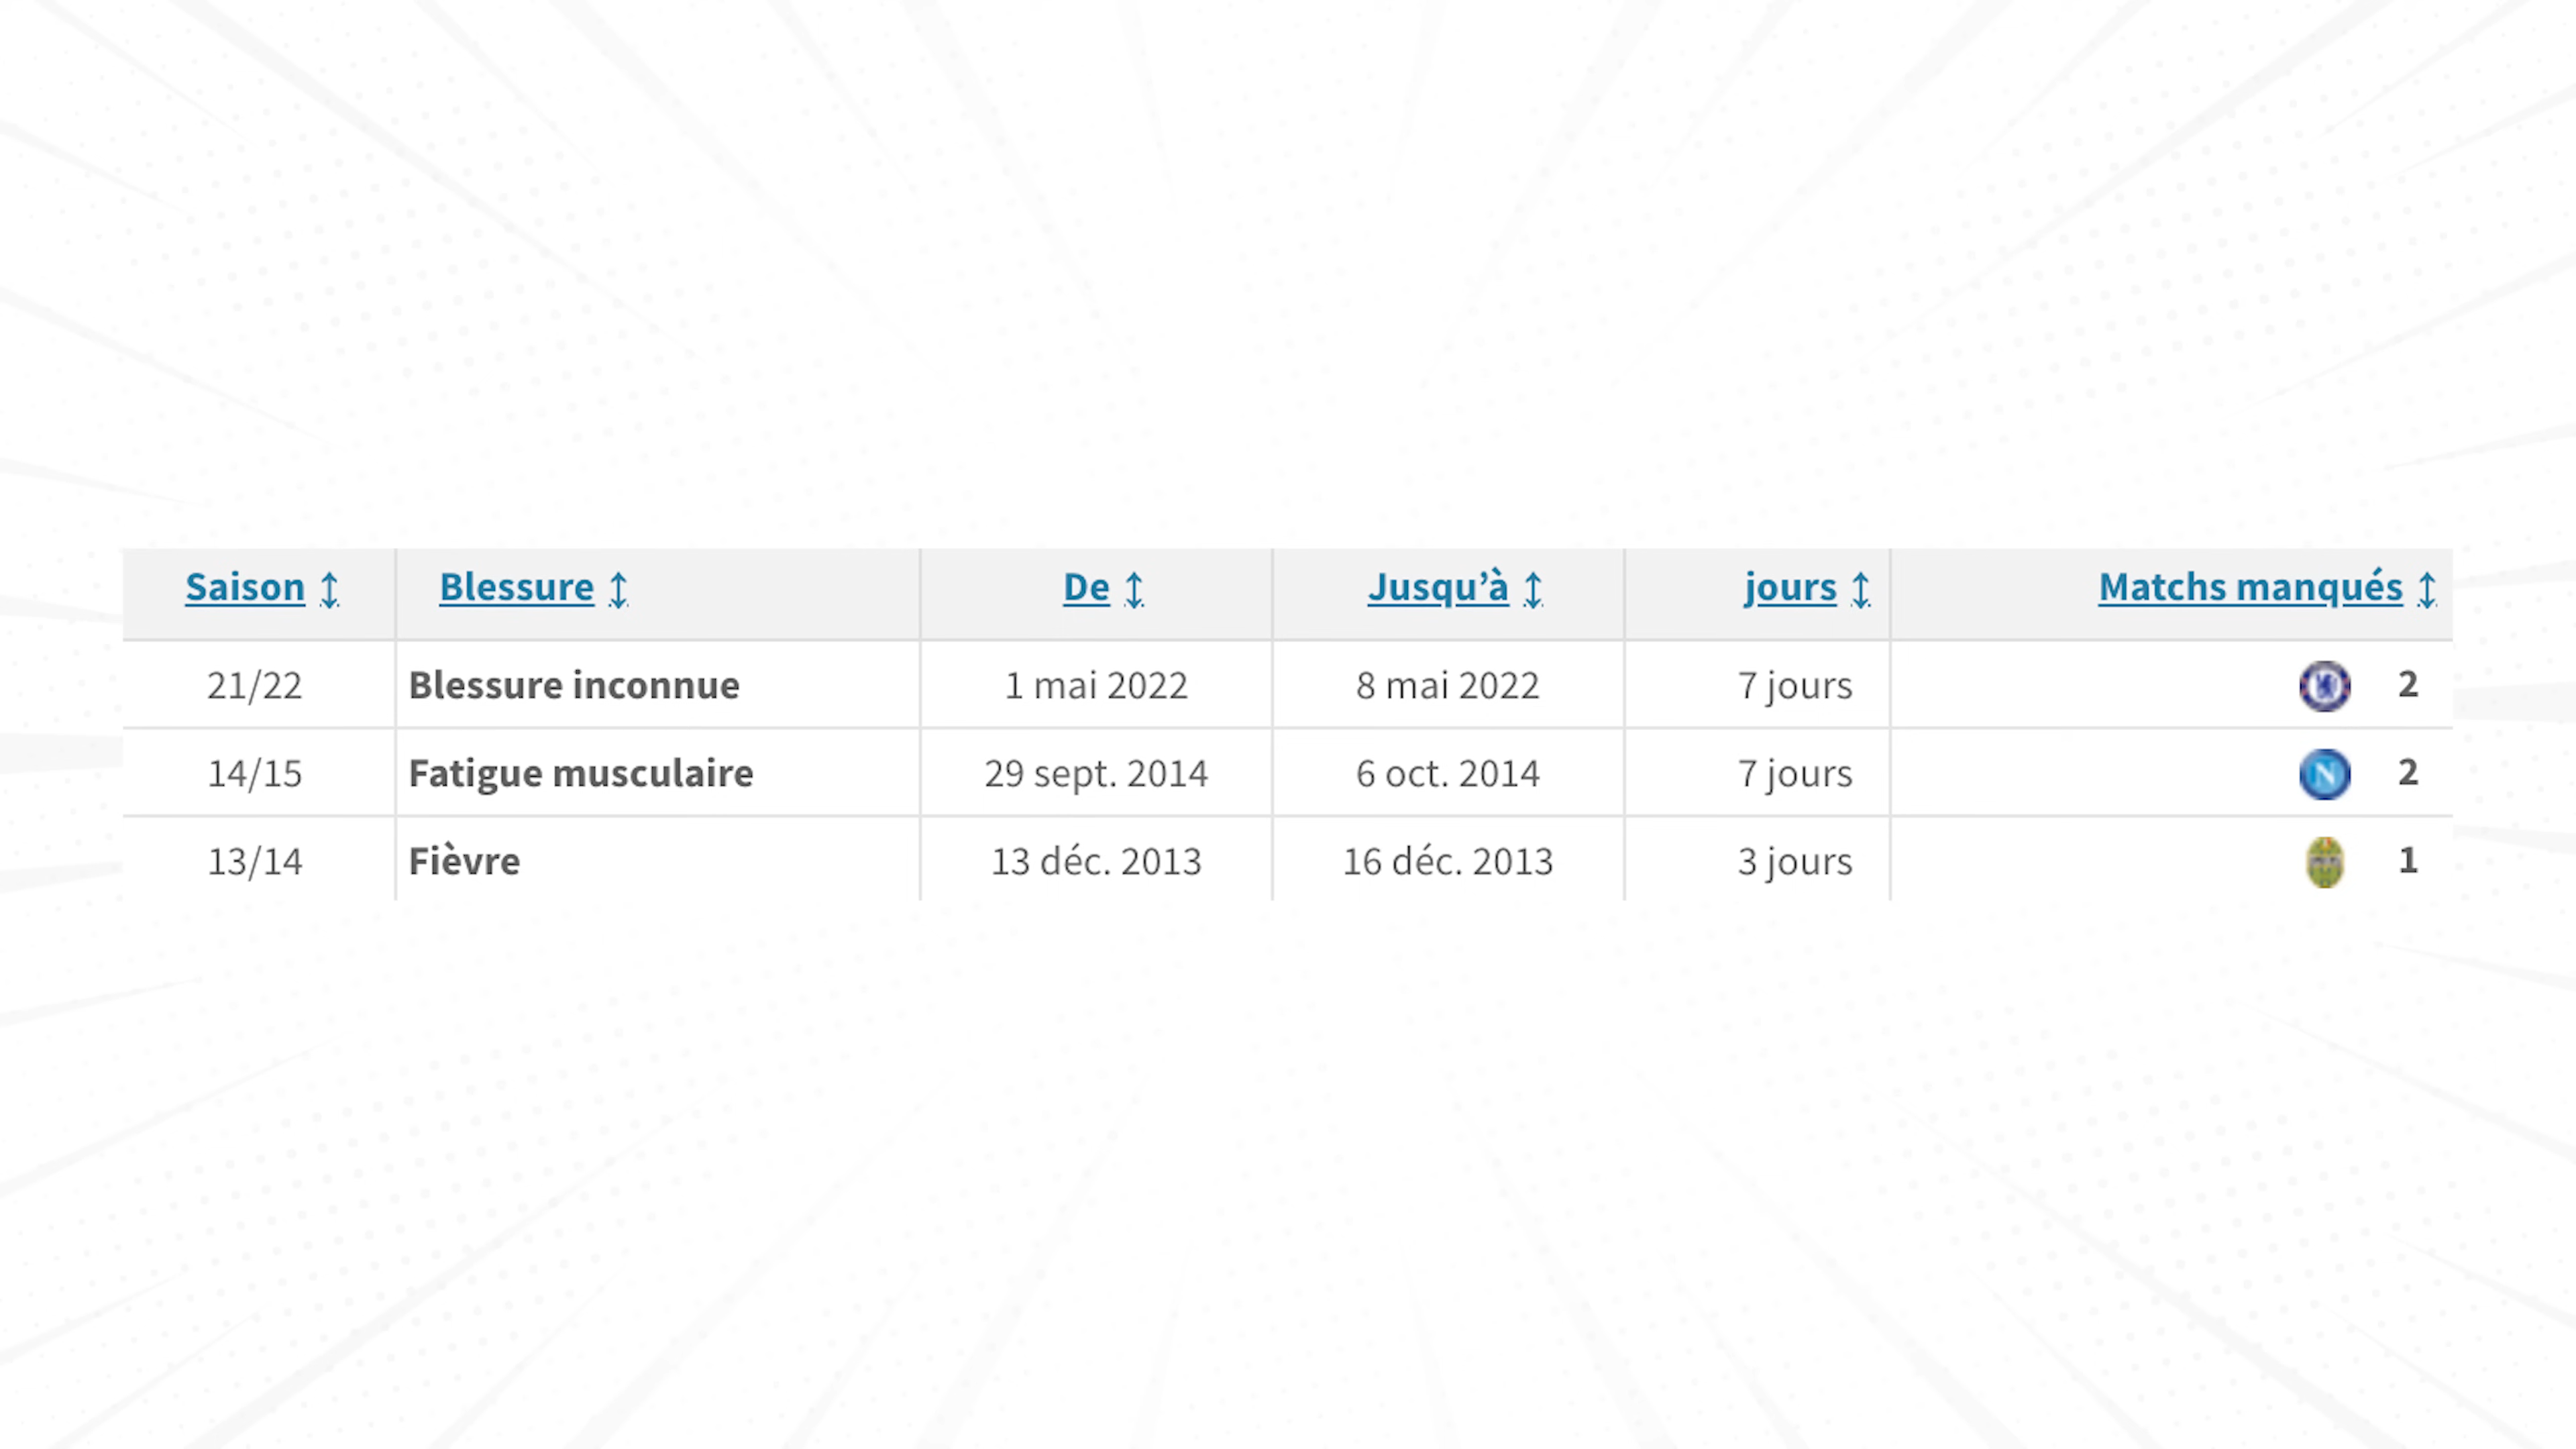 Saison ↕ Blessure ↕ De ↕ Jusqu’à ↕ jours ↕ Matchs manqués ↕
21/22 Blessure inconnue 1 mai 2022 8 mai 2022 7 jours 2
14/15 Fatigue musculaire 29 sept. 2014 6 oct. 2014 7 jours N 2
13/14 Fièvre 13 déc. 2013 16 déc. 2013 3 jours 1